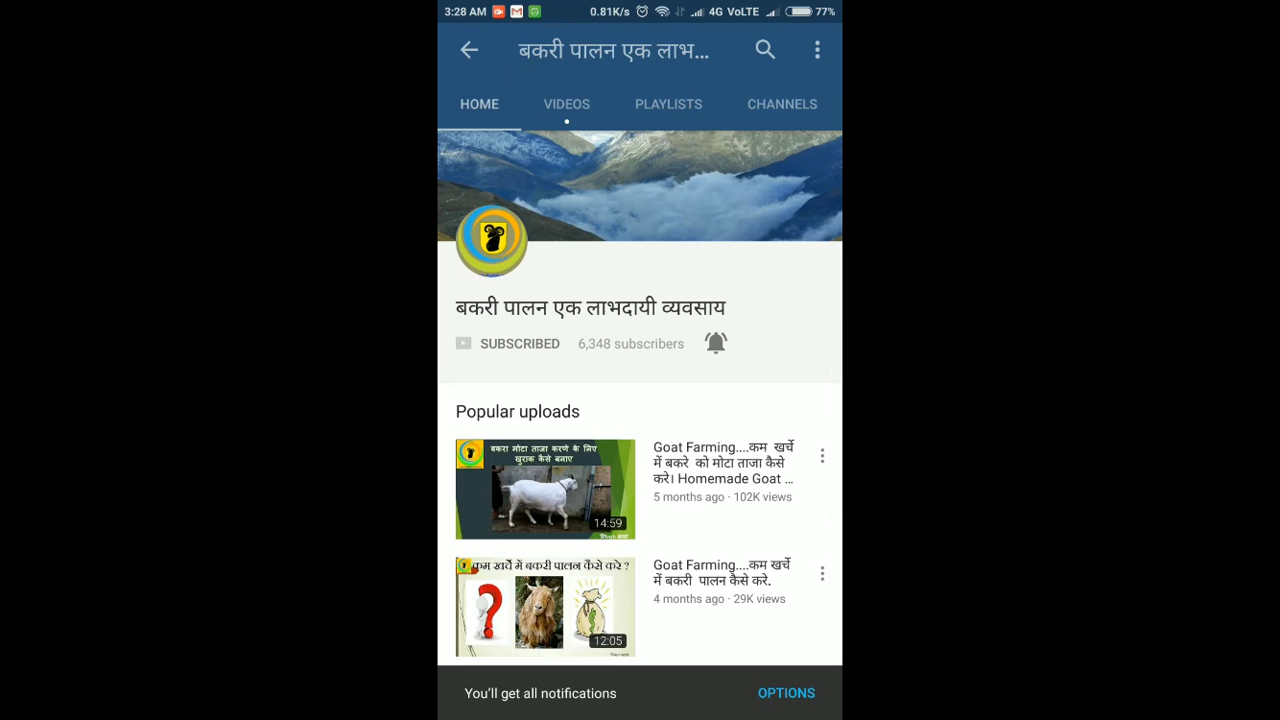 3:28 AM 0.81K/s 4G VoLTE 77%
बकरी पालन एक लाभ...
HOME VIDEOS PLAYLISTS CHANNELS
बकरी पालन एक लाभदायी व्यवसाय
SUBSCRIBED 6,348 subscribers
Popular uploads
बकरा मोटा ताजा करणे के लिए
खुराक कैसे बनाए
14:59
Goat Farming....कम खर्चे
में बकरे को मोटा ताजा कैसे
करे। Homemade Goat ...
5 months ago · 102K views
कम खर्चे में बकरी पालन कैसे करे ?
12:05
Goat Farming....कम खर्चे
में बकरी पालन कैसे करे.
4 months ago · 29K views
You'll get all notifications OPTIONS